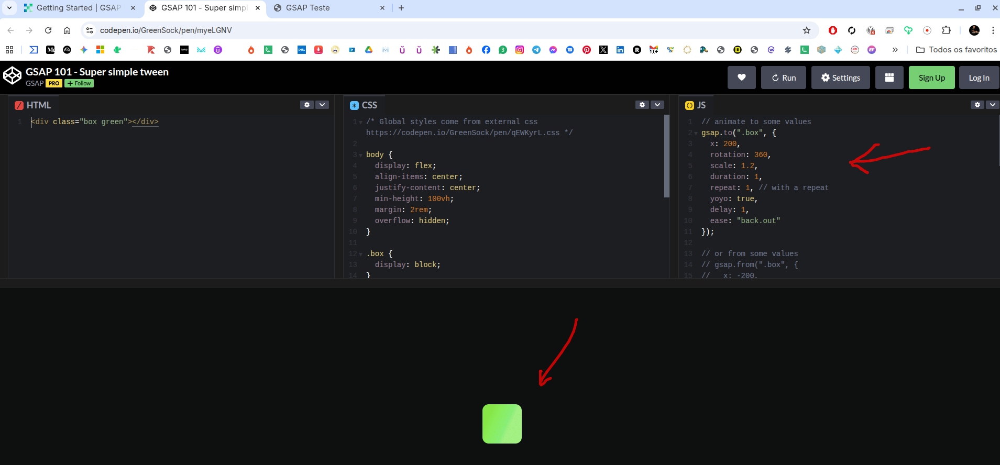 Getting Started | GSAP
GSAP 101 - Super simpl
GSAP Teste
codepen.io/GreenSock/pen/myeLGNV
Todos os favoritos
GSAP 101 - Super simple tween
GSAP PRO + Follow
Run
Settings
Sign Up
Log In
HTML
1 <div class="box green"></div>
CSS
1 /* Global styles come from external css
https://codepen.io/GreenSock/pen/qEWKyrL.css */
2
3 body {
4 display: flex;
5 align-items: center;
6 justify-content: center;
7 min-height: 100vh;
8 margin: 2rem;
9 overflow: hidden;
10 }
11
12 .box {
13 display: block;
14 }
JS
1 // animate to some values
2 gsap.to(".box", {
3 x: 200,
4 rotation: 360,
5 scale: 1.2,
6 duration: 1,
7 repeat: 1, // with a repeat
8 yoyo: true,
9 delay: 1,
10 ease: "back.out"
11 });
12
13 // or from some values
14 // gsap.from(".box", {
15 // x: -200,